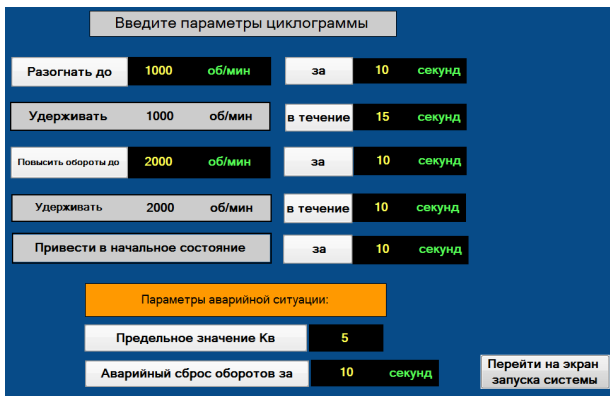 Введите параметры циклограммы
Разогнать до 1000 об/мин за 10 секунд
Удерживать 1000 об/мин в течение 15 секунд
Повысить обороты до 2000 об/мин за 10 секунд
Удерживать 2000 об/мин в течение 10 секунд
Привести в начальное состояние за 10 секунд
Параметры аварийной ситуации:
Предельное значение Кв 5
Аварийный сброс оборотов за 10 секунд
Перейти на экран
запуска системы